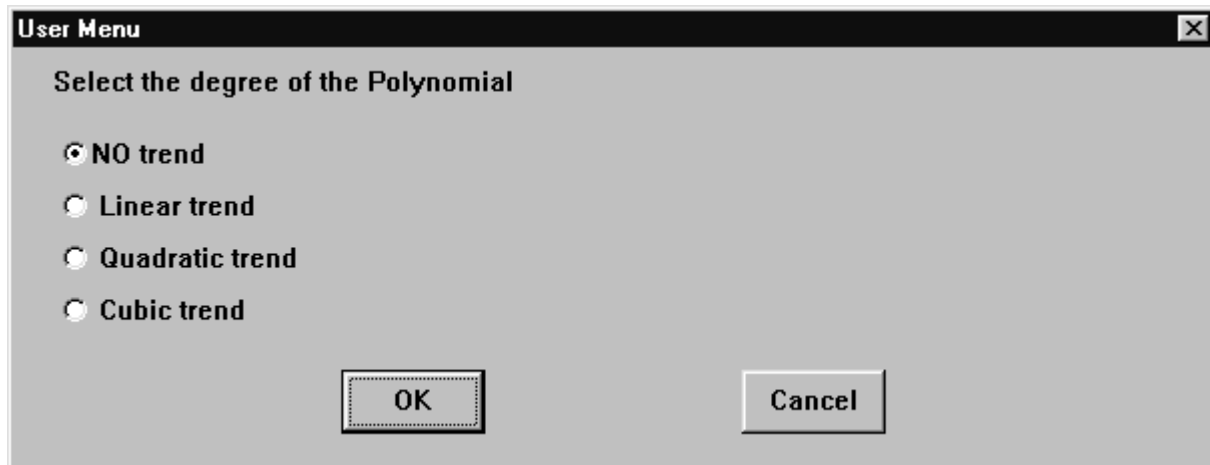 User Menu
Select the degree of the Polynomial
NO trend
Linear trend
Quadratic trend
Cubic trend
OK Cancel